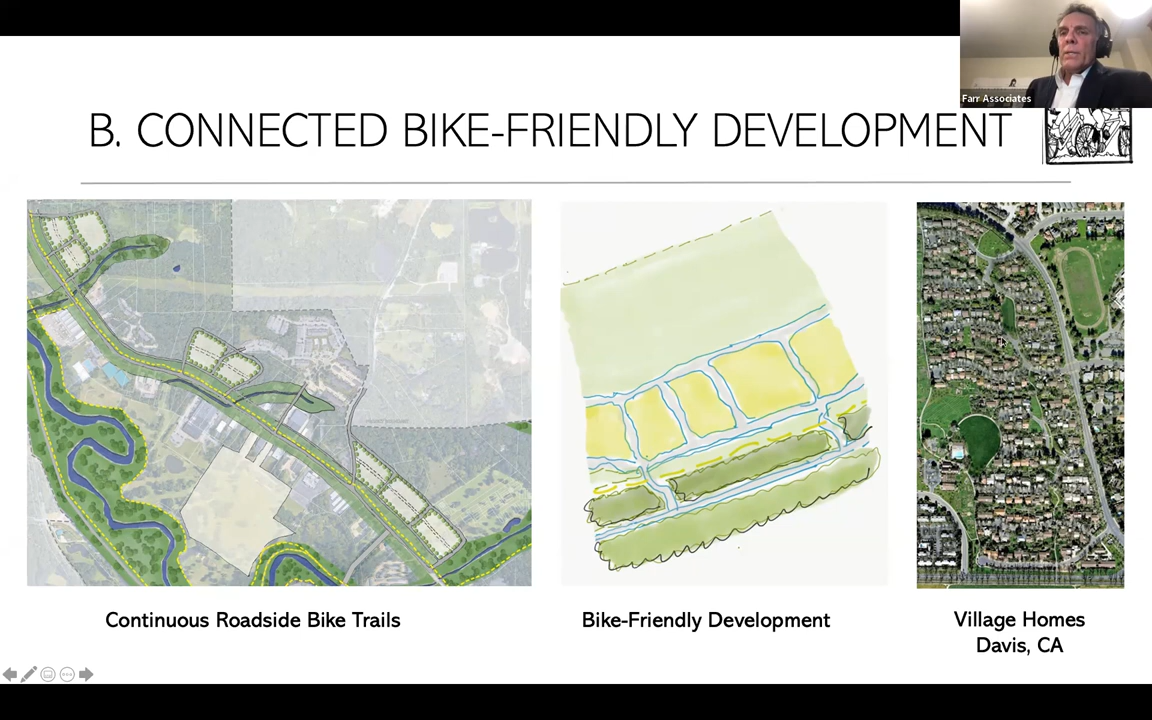 Farr Associates
B. CONNECTED BIKE-FRIENDLY DEVELOPMENT
Continuous Roadside Bike Trails
Bike-Friendly Development
Village Homes
Davis, CA